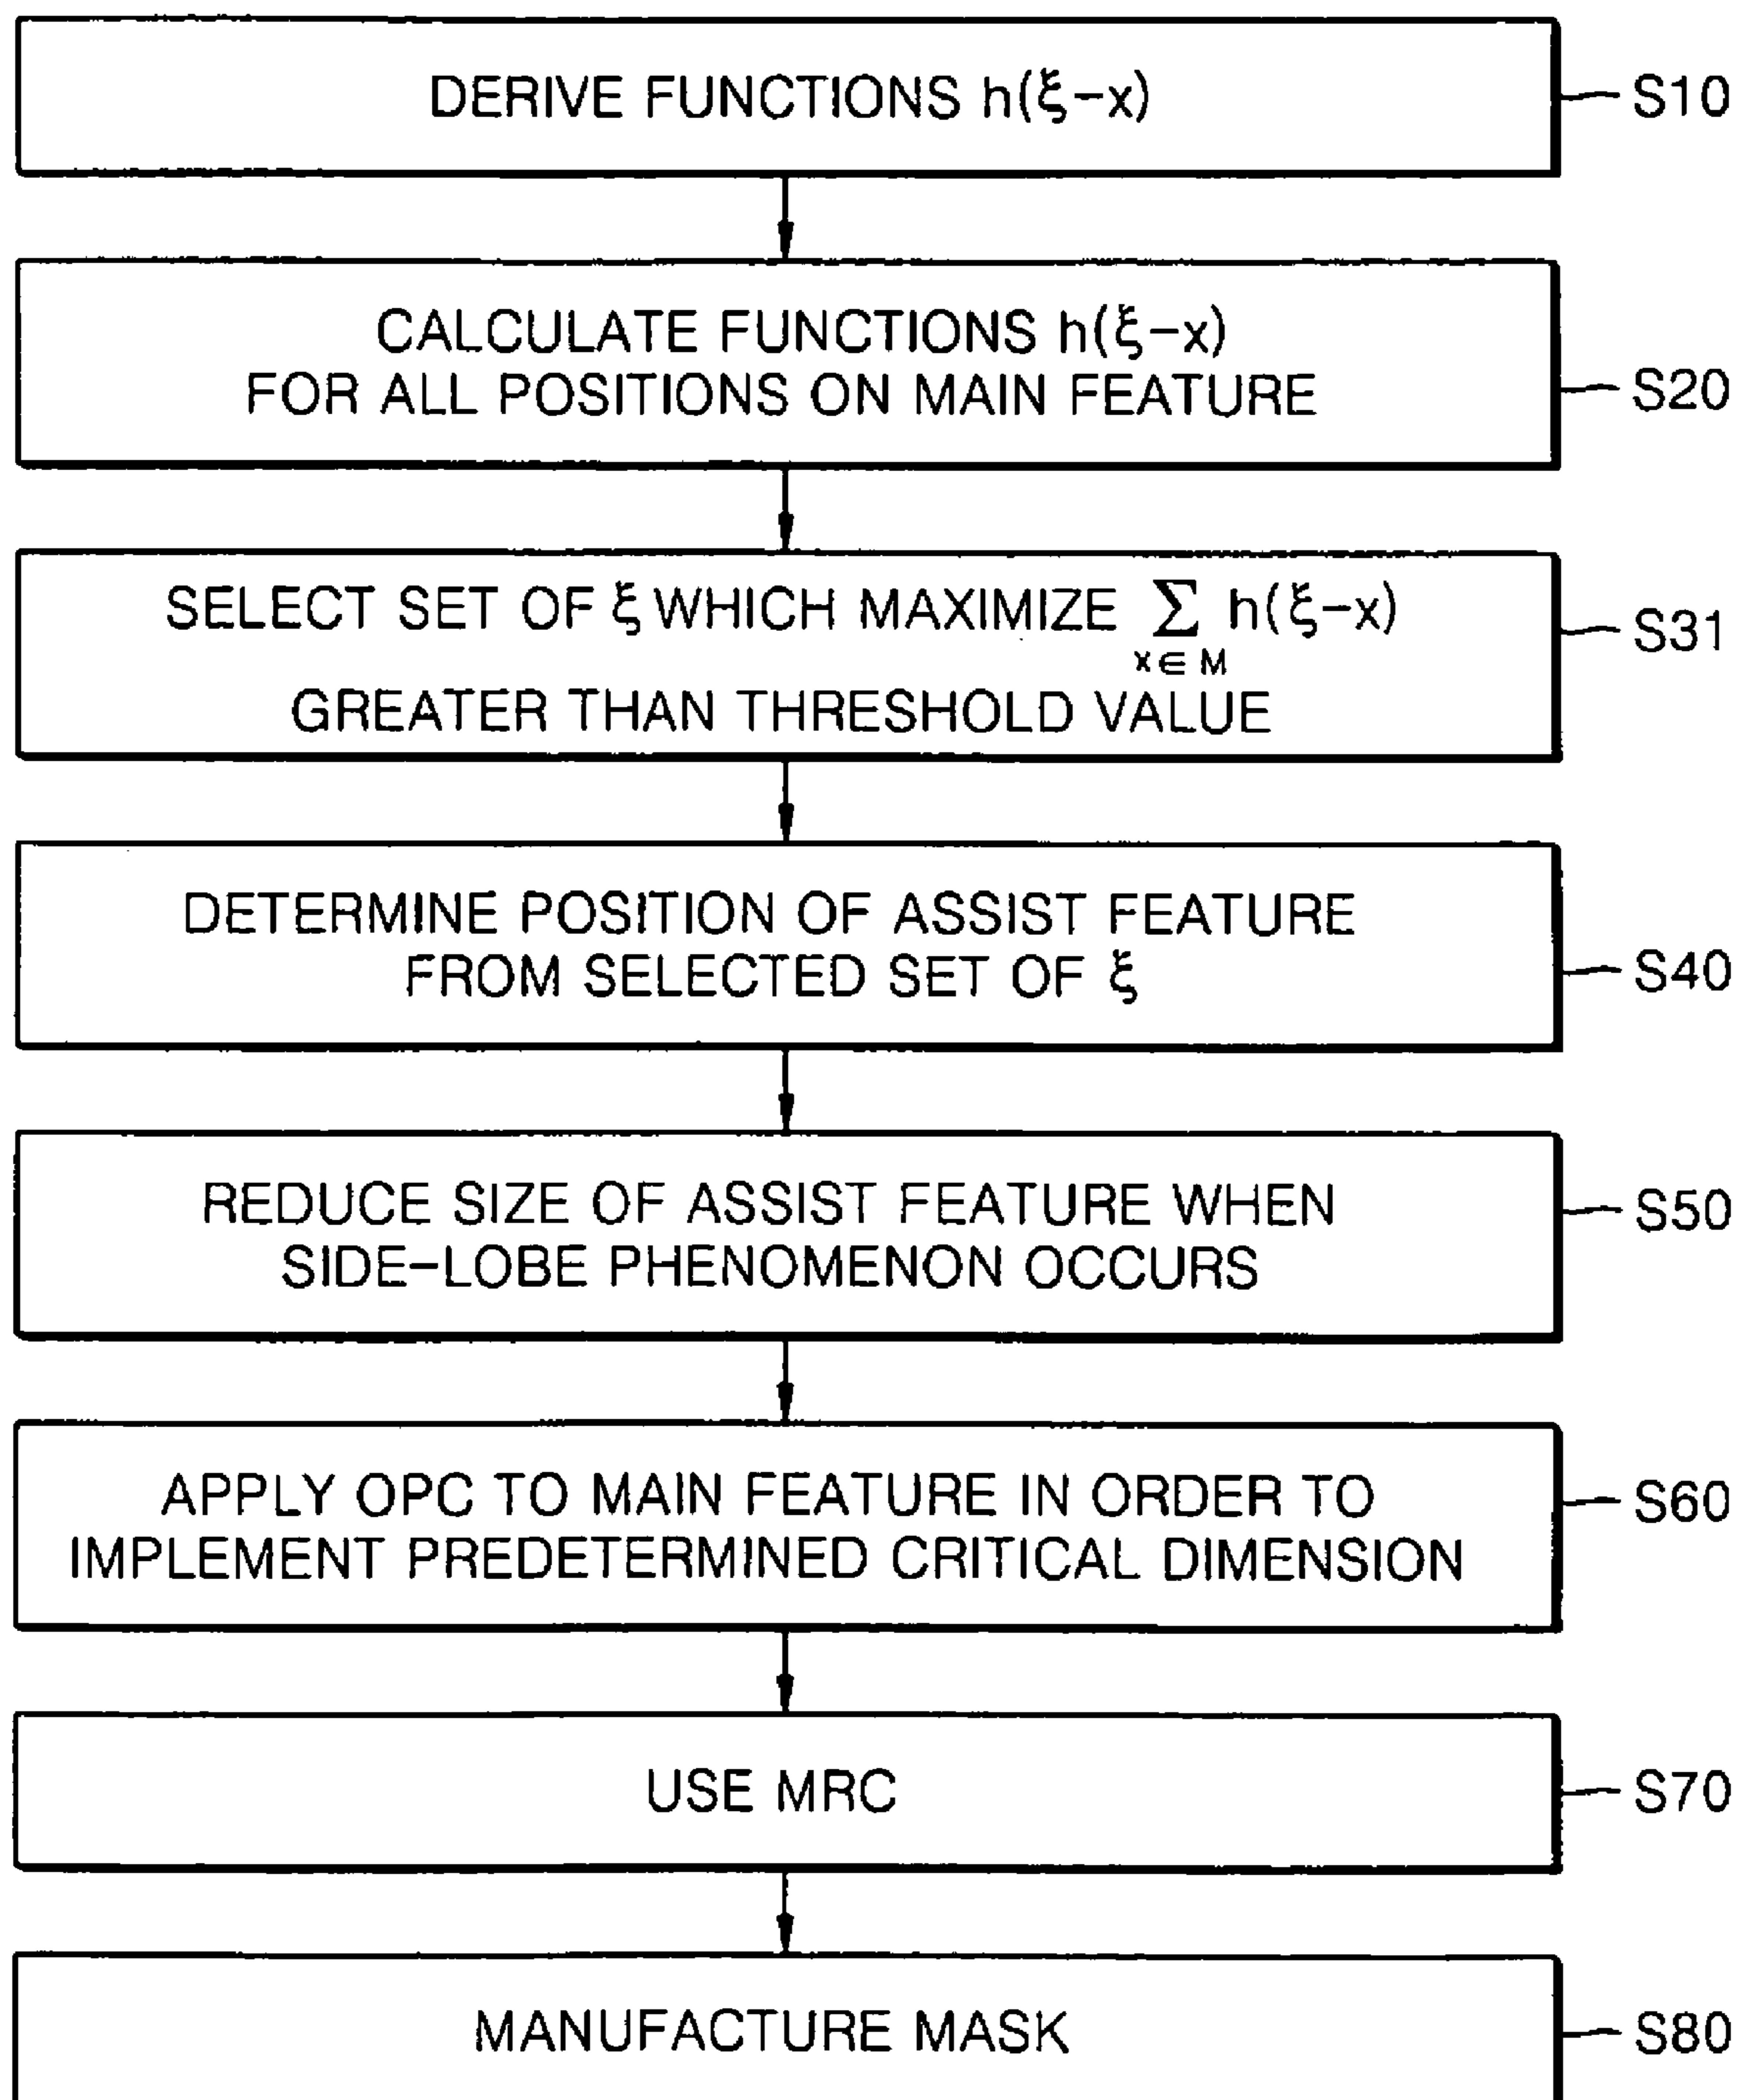 DERIVE FUNCTIONS h(ξ-x)
S10
CALCULATE FUNCTIONS h(ξ-x)
FOR ALL POSITIONS ON MAIN FEATURE
S20
SELECT SET OF ξ WHICH MAXIMIZE Σ h(ξ-x)
x∈M
GREATER THAN THRESHOLD VALUE
S31
DETERMINE POSITION OF ASSIST FEATURE
FROM SELECTED SET OF ξ
S40
REDUCE SIZE OF ASSIST FEATURE WHEN
SIDE-LOBE PHENOMENON OCCURS
S50
APPLY OPC TO MAIN FEATURE IN ORDER TO
IMPLEMENT PREDETERMINED CRITICAL DIMENSION
S60
USE MRC
S70
MANUFACTURE MASK
S80